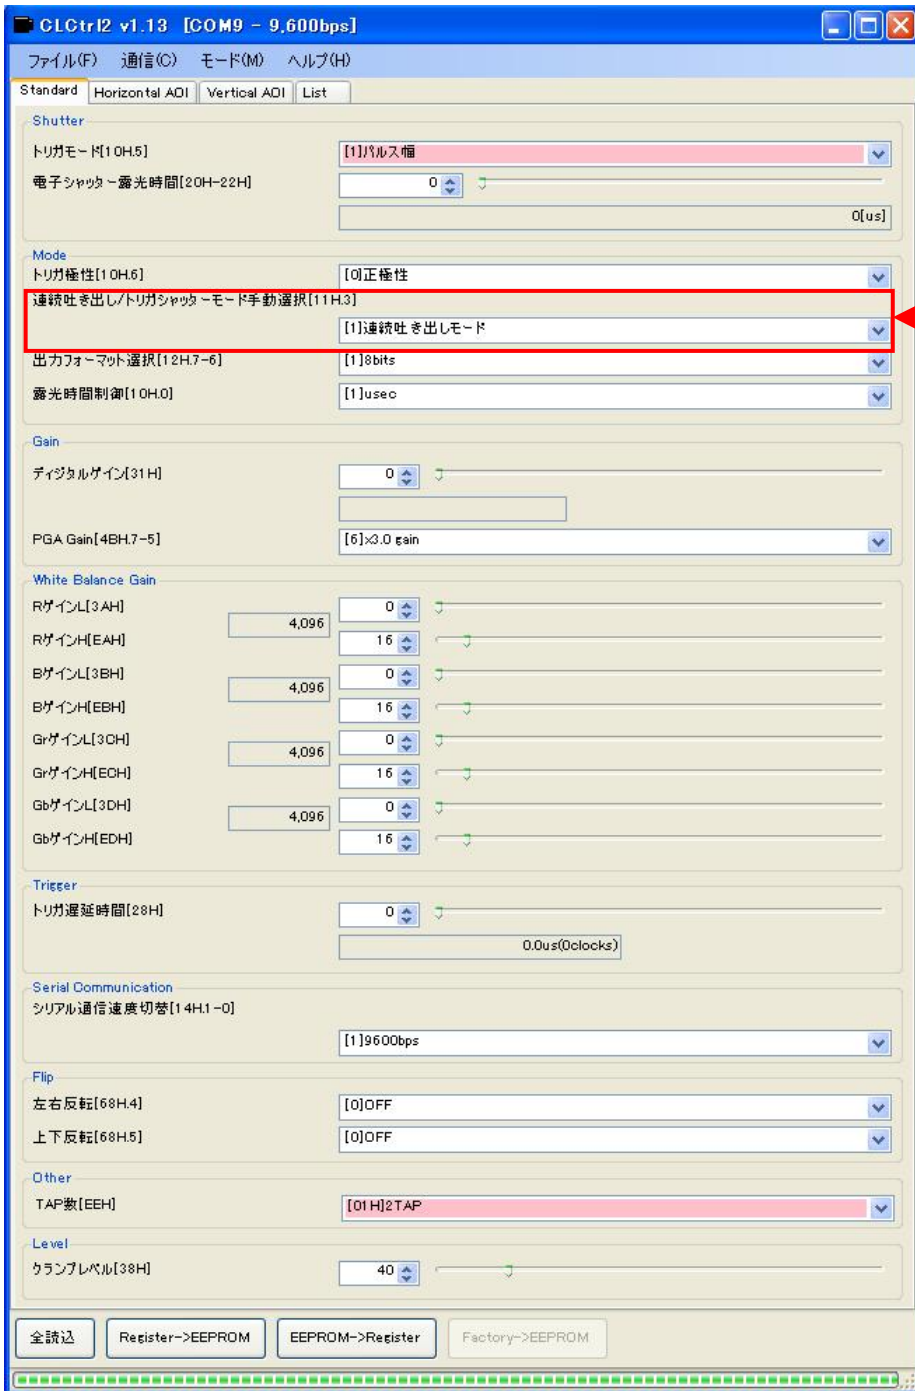 CLCtrl2 v1.13 [COM9 - 9,600bps]
ファイル(F) 通信(C) モード(M) ヘルプ(H)
Standard Horizontal AOI Vertical AOI List
Shutter
トリガモード[10H.5] [1]パルス幅
電子シャッター露光時間[20H-22H] 0
0[us]
Mode
トリガ極性[10H.6] [0]正極性
連続吐き出し/トリガシャッターモード手動選択[11H.3]
[1]連続吐き出しモード
出力フォーマット選択[12H.7-6] [1]8bits
露光時間制御[10H.0] [1]usec
Gain
ディジタルゲイン[31H] 0
PGA Gain[4BH.7-5] [6]x3.0 gain
White Balance Gain
RゲインL[3AH] 0
4,096
RゲインH[EAH] 16
BゲインL[3BH] 0
4,096
BゲインH[EBH] 16
GrゲインL[3CH] 0
4,096
GrゲインH[ECH] 16
GbゲインL[3DH] 0
4,096
GbゲインH[EDH] 16
Trigger
トリガ遅延時間[28H] 0
0.0us(0clocks)
Serial Communication
シリアル通信速度切替[14H.1-0]
[1]9600bps
Flip
左右反転[68H.4] [0]OFF
上下反転[68H.5] [0]OFF
Other
TAP数[EEH] [01H]2TAP
Level
クランプレベル[38H] 40
全読込 Register->EEPROM EEPROM->Register Factory->EEPROM